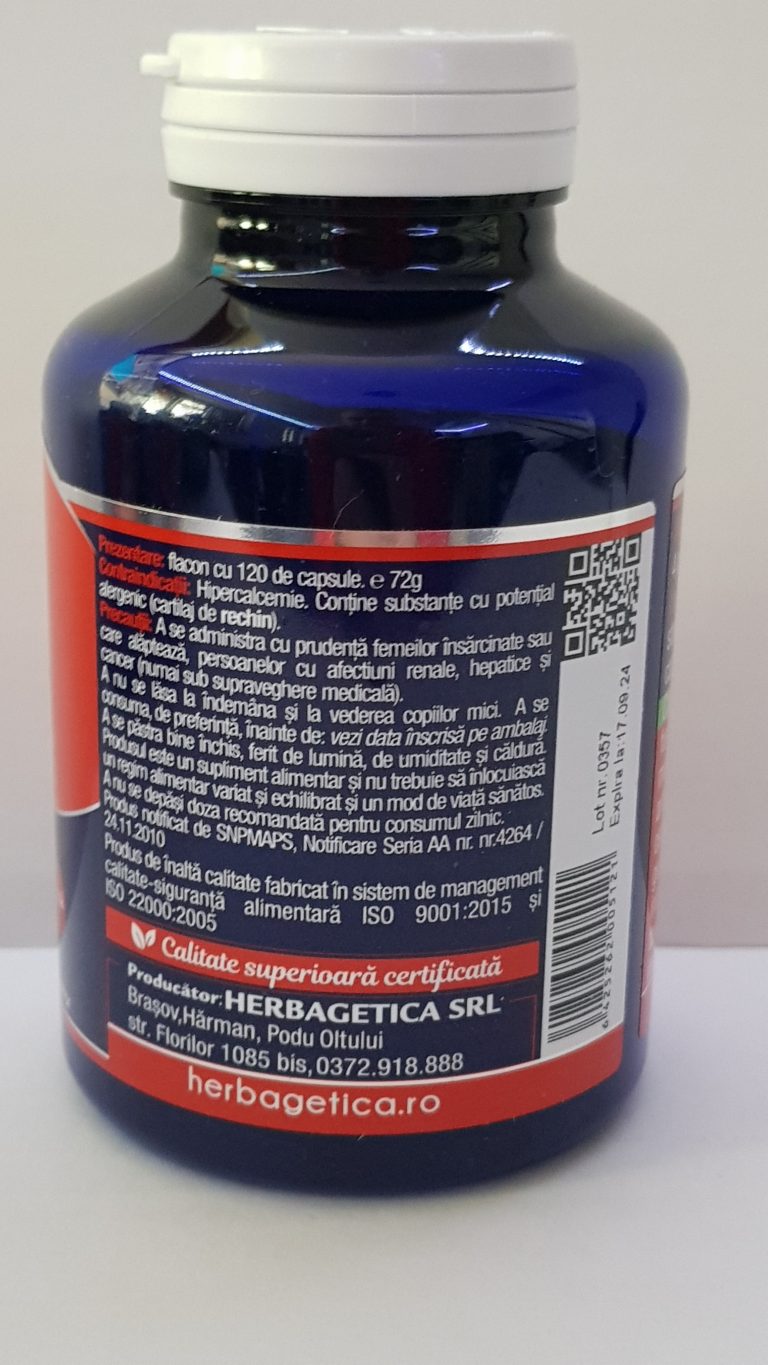 Prezentare: flacon cu 120 de capsule. e 72g
Contraindicații: Hipercalcemie. Conține substanțe cu potențial
alergenic (cartilaj de rechin).
Precauții: A se administra cu prudență femeilor însărcinate sau
care alăptează, persoanelor cu afectiuni renale, hepatice și
cancer (numai sub supraveghere medicală).
A nu se lăsa la îndemâna și la vederea copiilor mici. A se
consuma, de preferință, înainte de: vezi data înscrisă pe ambalaj.
A se păstra bine închis, ferit de lumină, de umiditate și căldură.
Produsul este un supliment alimentar și nu trebuie să înlocuiască
un regim alimentar variat și echilibrat și un mod de viață sănătos.
A nu se depăși doza recomandată pentru consumul zilnic.
Produs notificat de SNPMAPS, Notificare Seria AA nr. nr.4264 /
24.11.2010
Produs de înaltă calitate fabricat în sistem de management
calitate-siguranță alimentară ISO 9001:2015 și
ISO 22000:2005
Calitate superioară certificată
Producător: HERBAGETICA SRL
Brașov,Hărman, Podu Oltului
str. Florilor 1085 bis, 0372.918.888
herbagetica.ro
Lot nr. 0357
Expira la: 17.09.24
6 425262 005121